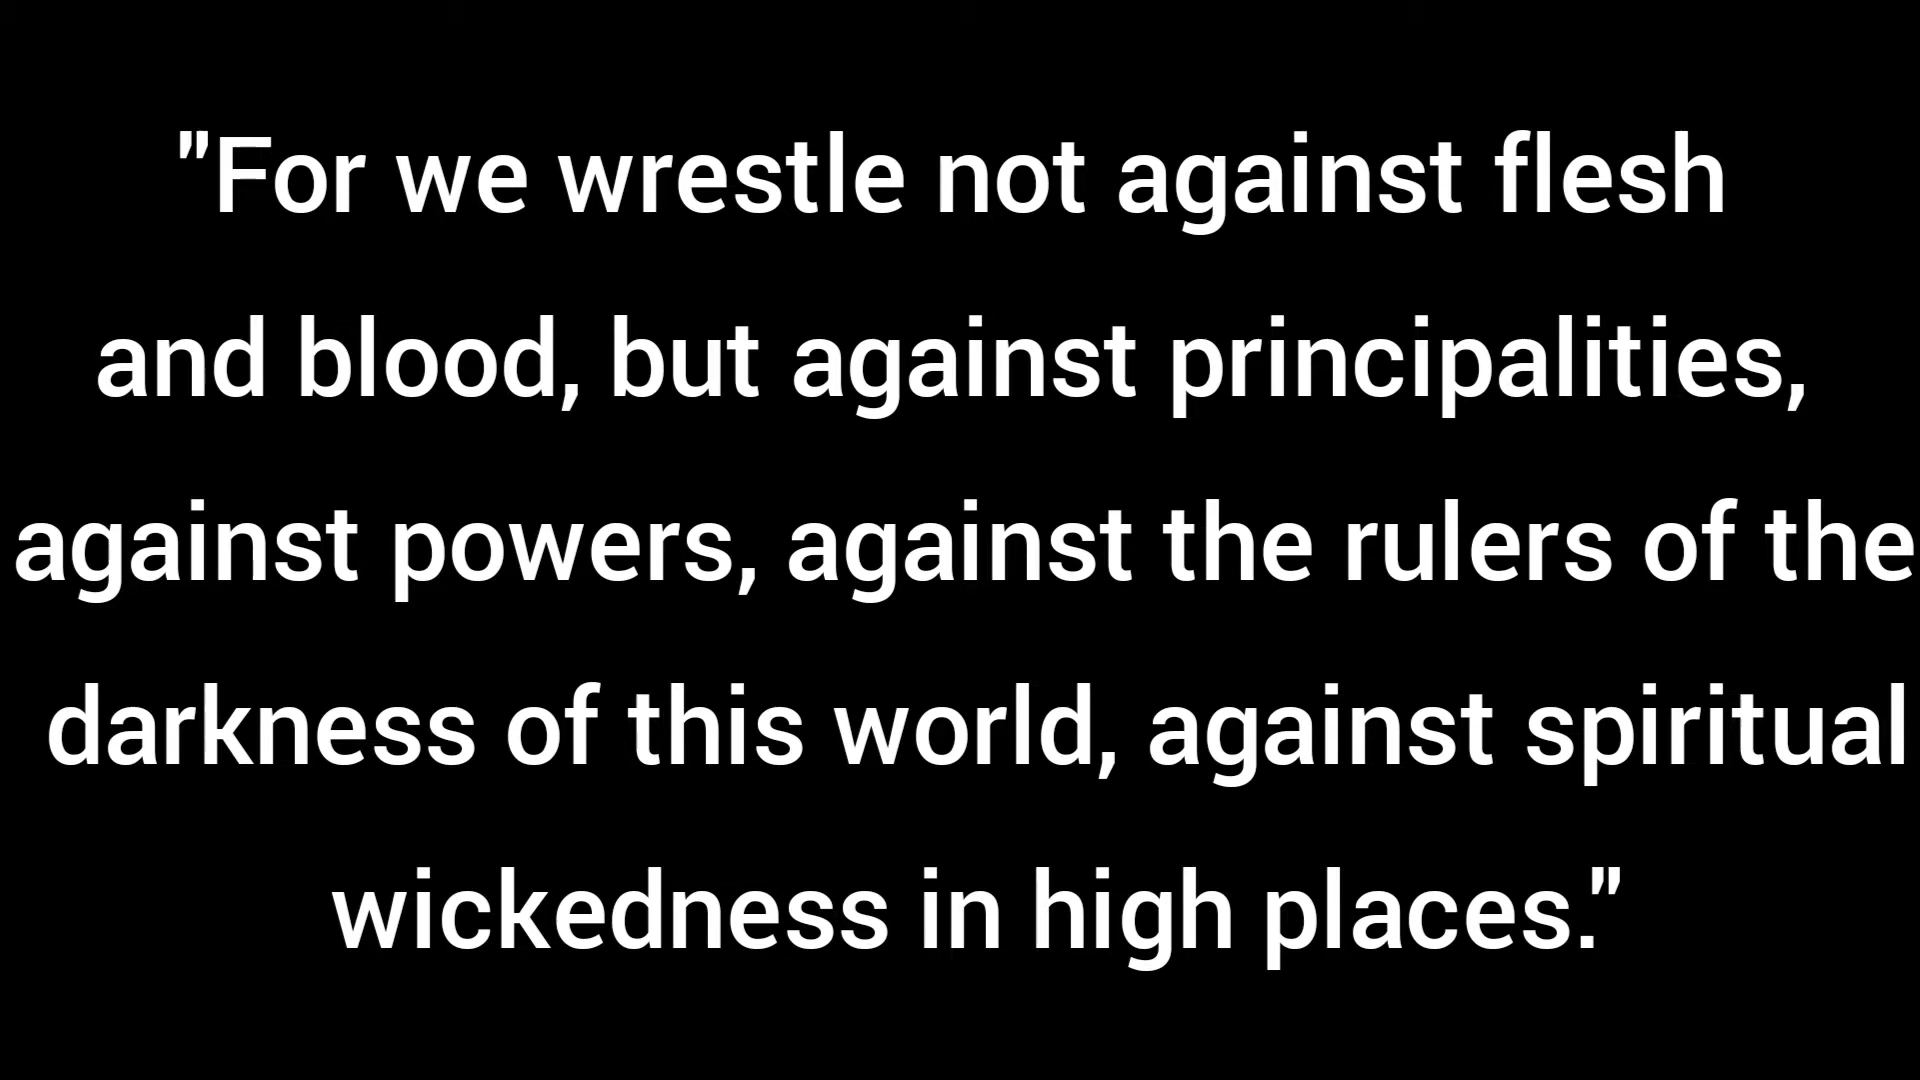 "For we wrestle not against flesh
and blood, but against principalities,
against powers, against the rulers of the
darkness of this world, against spiritual
wickedness in high places."